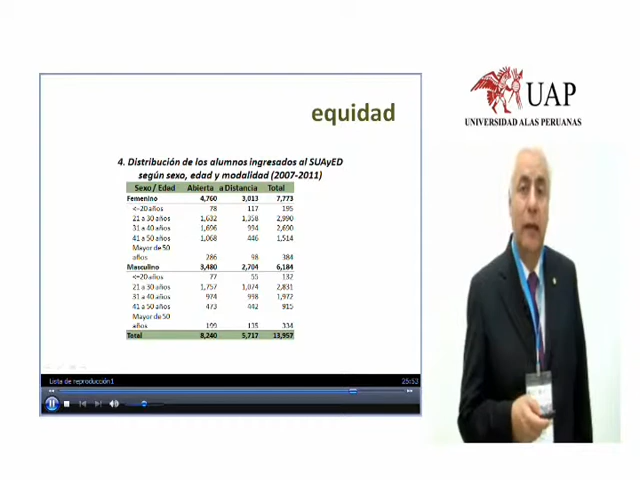 equidad
4. Distribución de los alumnos ingresados al SUAyED
según sexo, edad y modalidad (2007-2011)
Sexo / Edad Abierta a Distancia Total
Femenino 4,760 3,013 7,773
<=20 años 78 117 195
21 a 30 años 1,632 1,358 2,990
31 a 40 años 1,696 994 2,690
41 a 50 años 1,068 446 1,514
Mayor de 50
años 286 98 384
Masculino 3,480 2,704 6,184
<=20 años 77 55 132
21 a 30 años 1,757 1,074 2,831
31 a 40 años 974 998 1,972
41 a 50 años 473 442 915
Mayor de 50
años 199 135 334
Total 8,240 5,717 13,957
Lista de reproducción1 25:53
UAP
UNIVERSIDAD ALAS PERUANAS